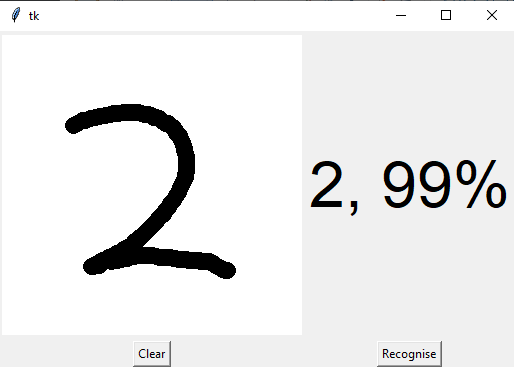 tk
2
2, 99%
Clear
Recognise